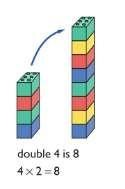 double 4 is 8
4 × 2 = 8